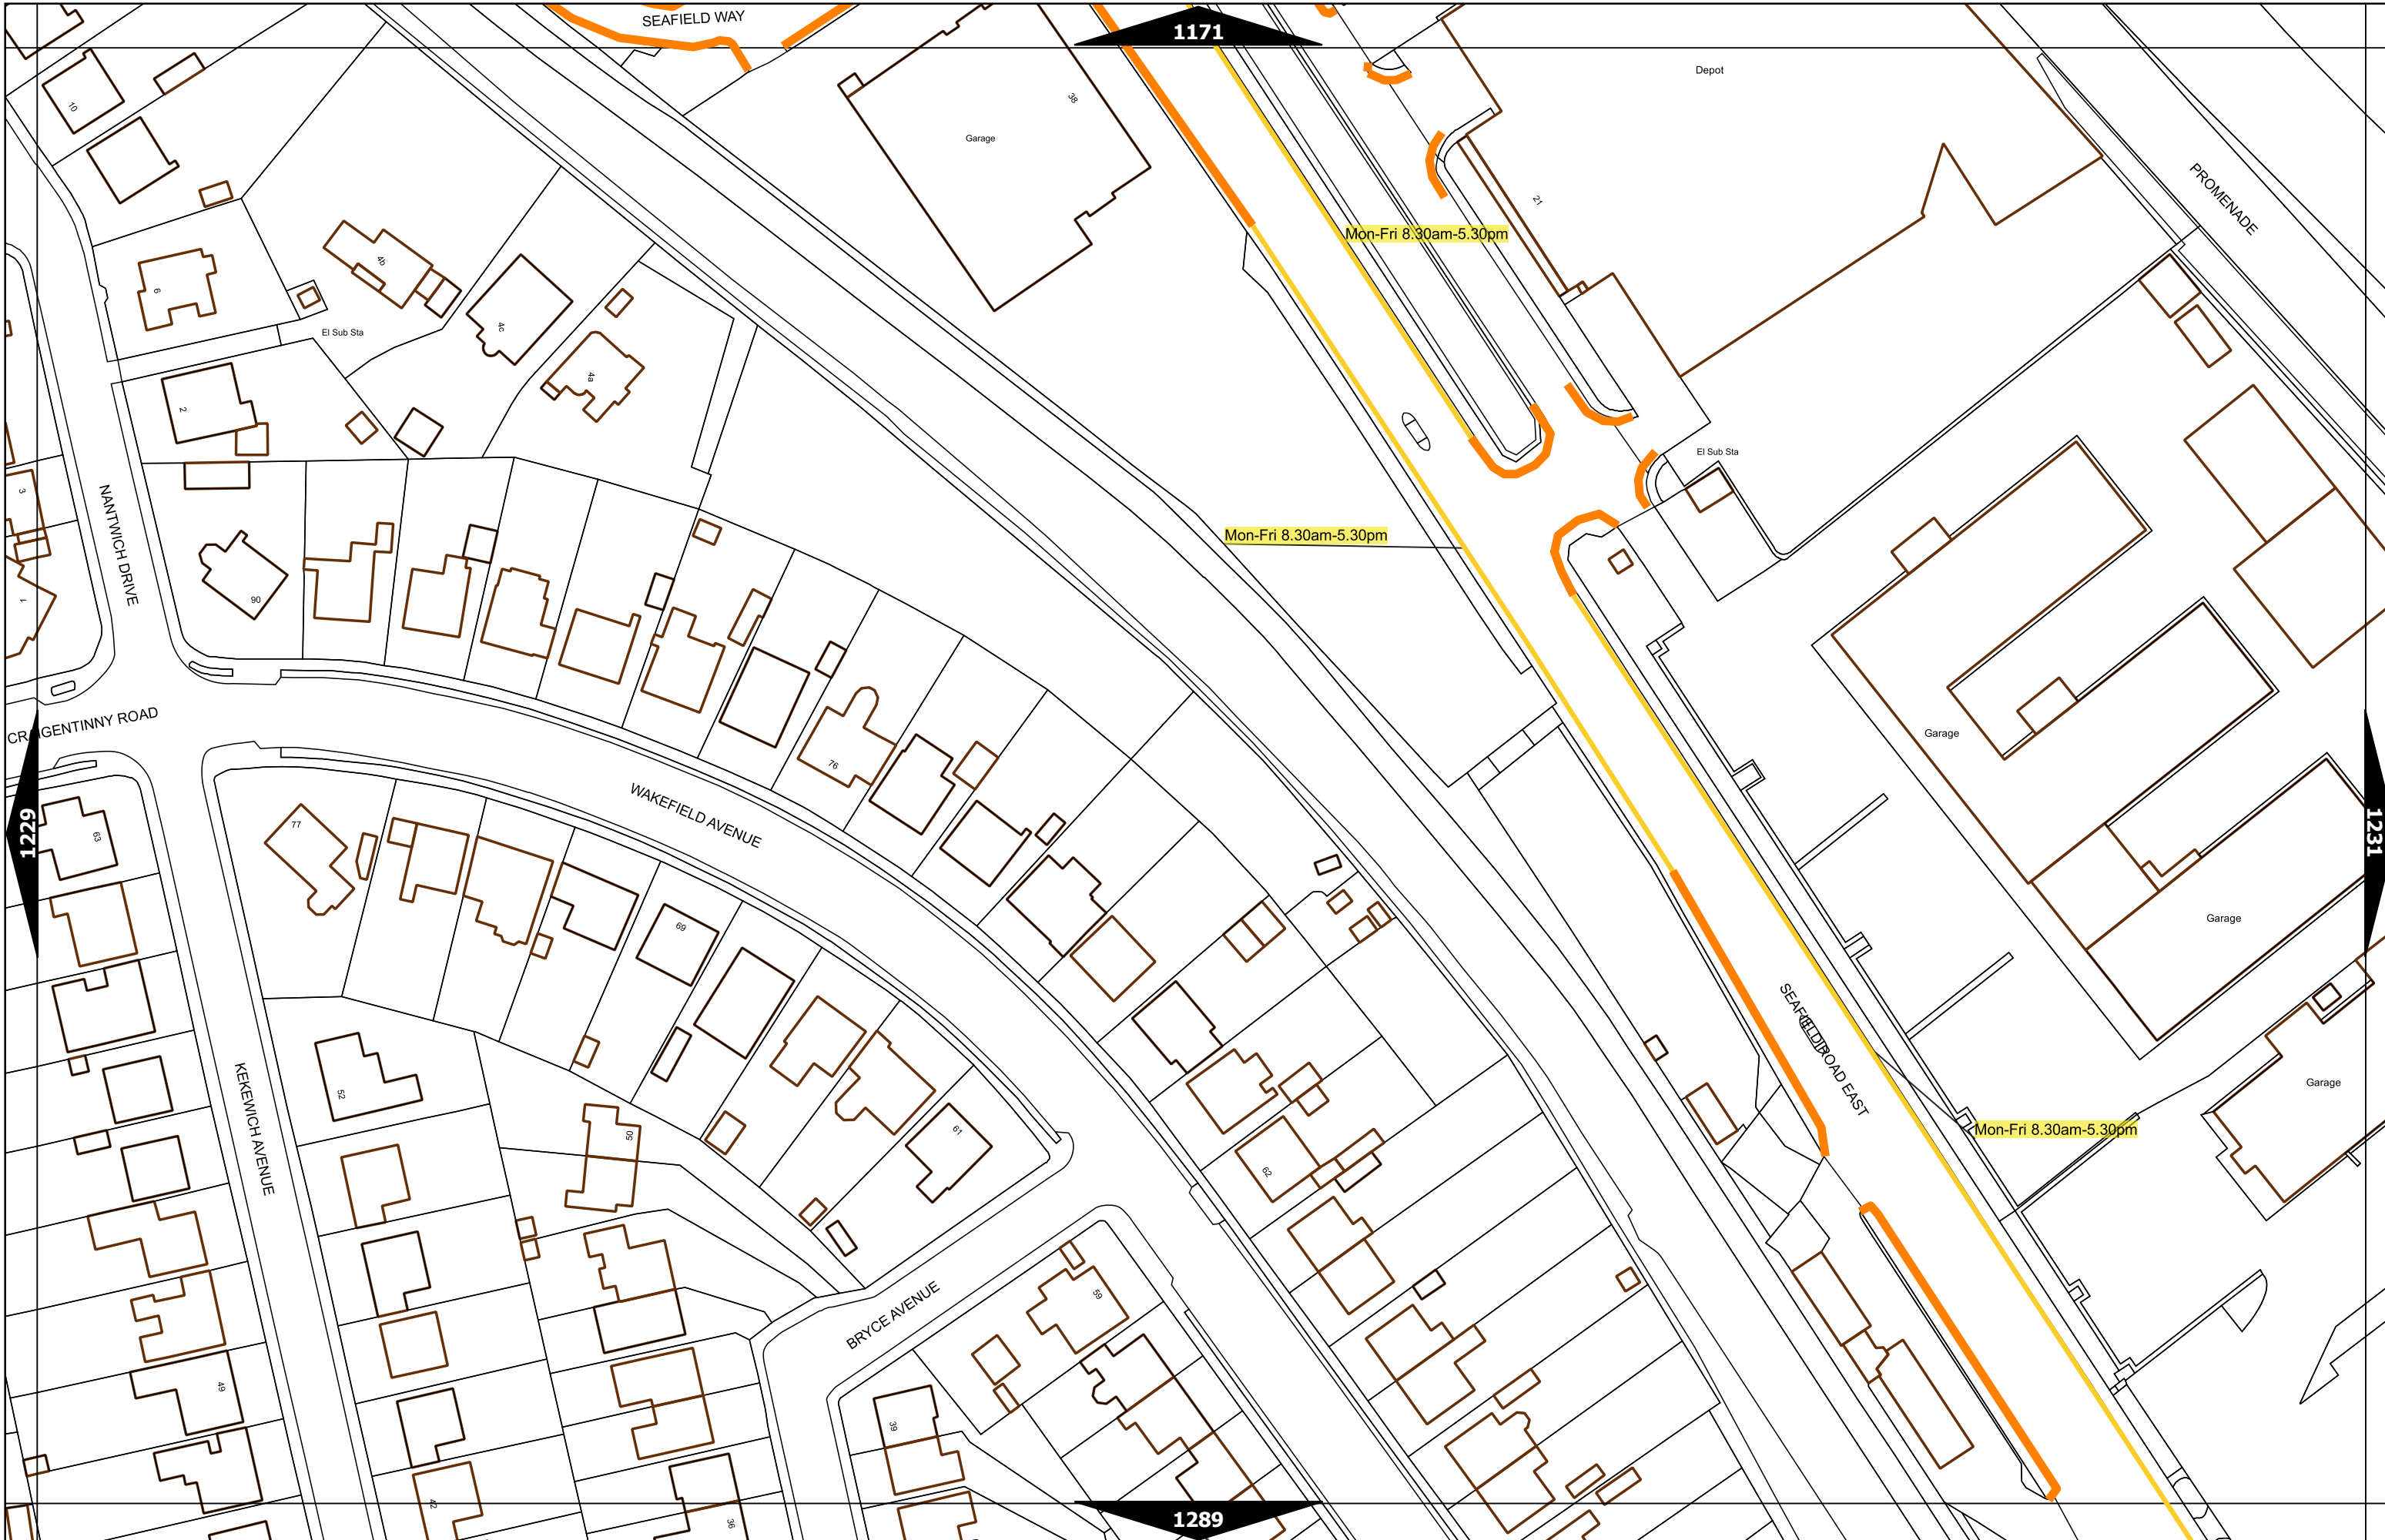 SEAFIELD WAY
1171
Depot
38
Garage
10
21
PROMENADE
Mon-Fri 8.30am-5.30pm
4b
6
4c
El Sub Sta
4a
2
El Sub Sta
3
NANTWICH DRIVE
Mon-Fri 8.30am-5.30pm
90
1
CRAIGENTINNY ROAD
Garage
76
WAKEFIELD AVENUE
77
63
1229
1231
69
Garage
SEAFIELD ROAD EAST
KEKEWICH AVENUE
52
Garage
50
61
Mon-Fri 8.30am-5.30pm
62
BRYCE AVENUE
59
49
39
42
36
1289